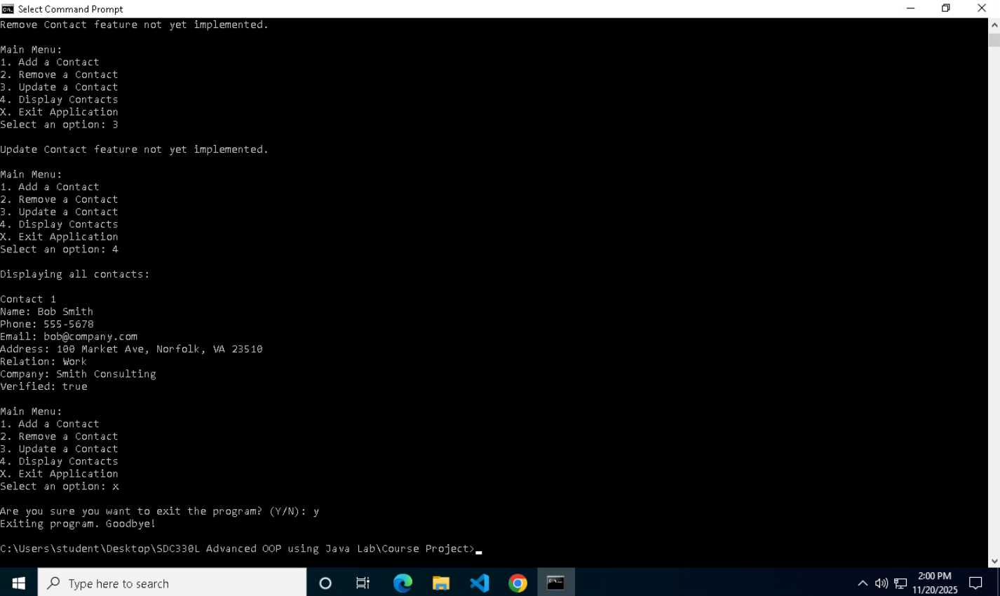 Select Command Prompt
Remove Contact feature not yet implemented.
Main Menu:
1. Add a Contact
2. Remove a Contact
3. Update a Contact
4. Display Contacts
X. Exit Application
Select an option: 3
Update Contact feature not yet implemented.
Main Menu:
1. Add a Contact
2. Remove a Contact
3. Update a Contact
4. Display Contacts
X. Exit Application
Select an option: 4
Displaying all contacts:
Contact 1
Name: Bob Smith
Phone: 555-5678
Email: bob@company.com
Address: 100 Market Ave, Norfolk, VA 23510
Relation: Work
Company: Smith Consulting
Verified: true
Main Menu:
1. Add a Contact
2. Remove a Contact
3. Update a Contact
4. Display Contacts
X. Exit Application
Select an option: x
Are you sure you want to exit the program? (Y/N): y
Exiting program. Goodbye!
C:\Users\student\Desktop\SDC330L Advanced OOP using Java Lab\Course Project>
Type here to search
2:00 PM
11/20/2025